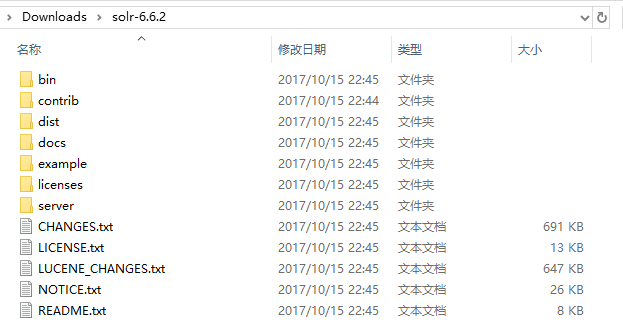 Downloads > solr-6.6.2
名称 修改日期 类型 大小
bin 2017/10/15 22:45 文件夹
contrib 2017/10/15 22:44 文件夹
dist 2017/10/15 22:45 文件夹
docs 2017/10/15 22:45 文件夹
example 2017/10/15 22:45 文件夹
licenses 2017/10/15 22:45 文件夹
server 2017/10/15 22:45 文件夹
CHANGES.txt 2017/10/15 22:45 文本文档 691 KB
LICENSE.txt 2017/10/15 22:45 文本文档 13 KB
LUCENE_CHANGES.txt 2017/10/15 22:45 文本文档 647 KB
NOTICE.txt 2017/10/15 22:45 文本文档 26 KB
README.txt 2017/10/15 22:45 文本文档 8 KB